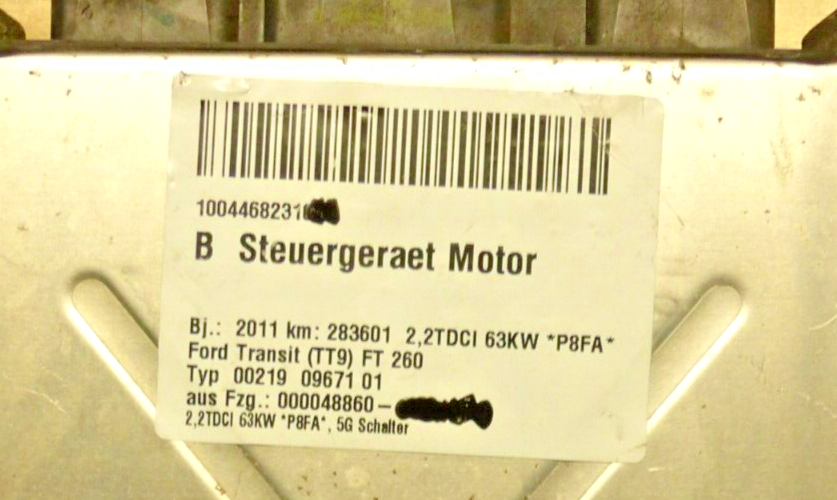 1004468231
B Steuergeraet Motor
Bj.: 2011 km: 283601 2,2TDCI 63KW *P8FA*
Ford Transit (TT9) FT 260
Typ 00219 09671 01
aus Fzg.: 000048860-
2,2TDCI 63KW *P8FA*, 5G Schalter